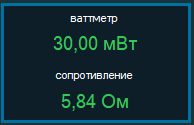 ваттметр
30,00 мВт
сопротивление
5,84 Ом